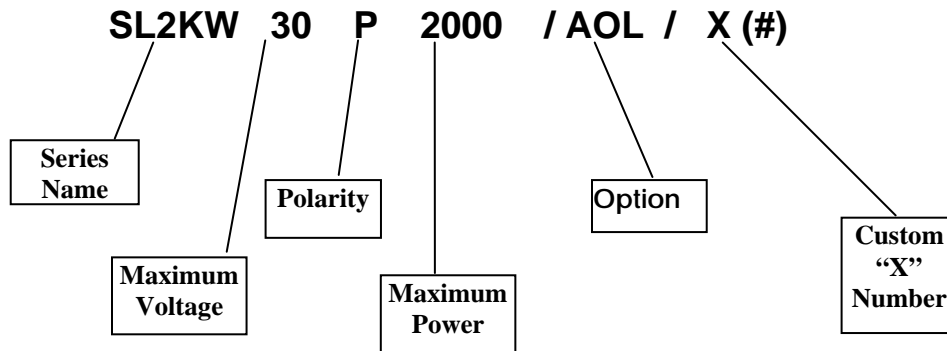 SL2KW 30 P 2000 / AOL / X (#)
Series
Name
Polarity
Option
Maximum
Voltage
Maximum
Power
Custom
“X”
Number